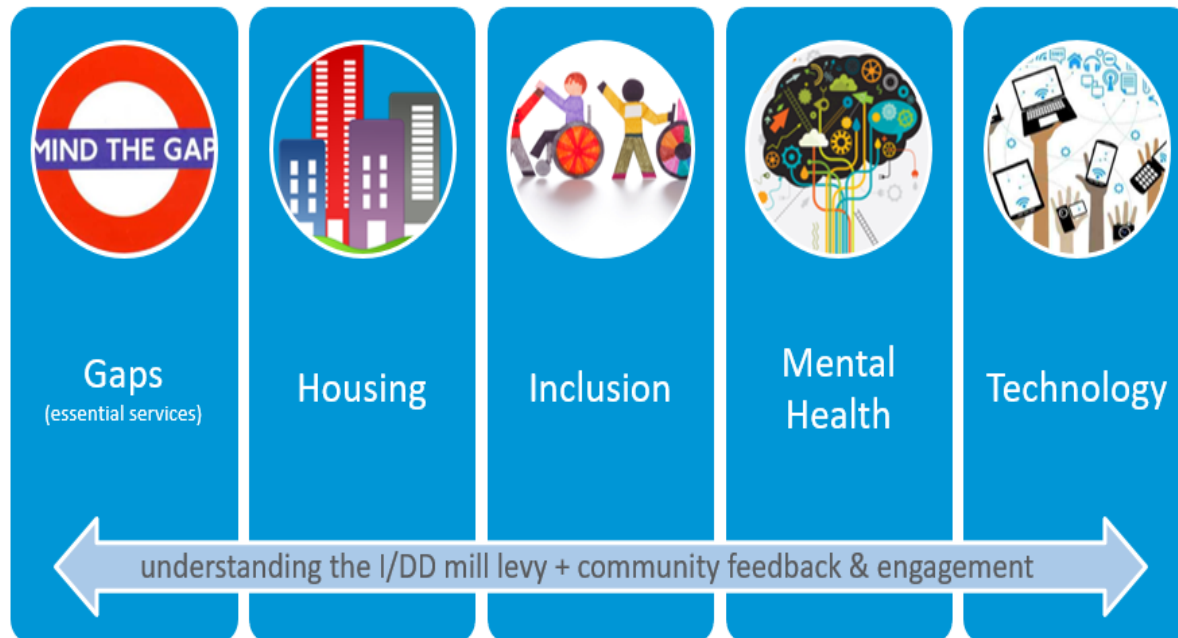 MIND THE GAP
Gaps
(essential services)
Housing
Inclusion
Mental
Health
Technology
understanding the I/DD mill levy + community feedback & engagement